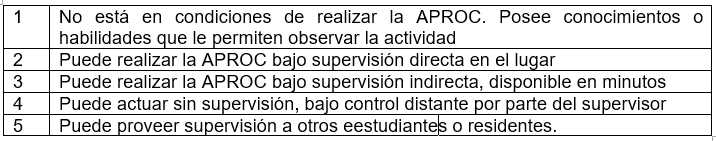 1 No está en condiciones de realizar la APROC. Posee conocimientos o
habilidades que le permiten observar la actividad
2 Puede realizar la APROC bajo supervisión directa en el lugar
3 Puede realizar la APROC bajo supervisión indirecta, disponible en minutos
4 Puede actuar sin supervisión, bajo control distante por parte del supervisor
5 Puede proveer supervisión a otros eestudiantes o residentes.